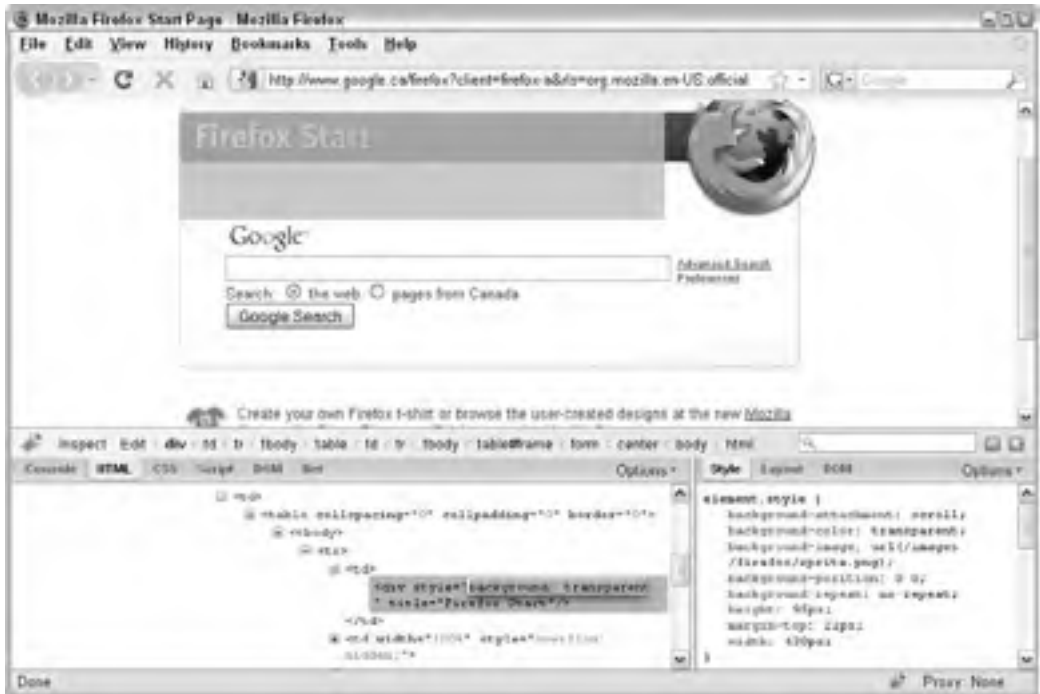 Mozilla Firefox Start Page - Mozilla Firefox
File Edit View History Bookmarks Tools Help
http://www.google.ca/firefox?client=firefox-a&rls=org.mozilla:en-US:official
Google
Firefox Start
Google
Advanced Search
Preferences
Search: the web pages from Canada
Google Search
Create your own Firefox t-shirt or browse the user-created designs at the new Mozilla
Inspect Edit div td tr tbody table td tr tbody table#frame form center body html
Console HTML CSS Script DOM Net Options
Style Layout DOM Options
<td>
<table cellspacing="0" cellpadding="0" border="0">
<tbody>
<tr>
<td>
<div style="background: transparent
" title="Firefox Start"/>
</td>
<td width="100%" style="
element.style {
background-attachment: scroll;
background-color: transparent;
background-image: url(/images
/firefox/sprite.png);
background-position: 0 0;
background-repeat: no-repeat;
height: 95px;
margin-top:
width: 430px;
}
Done
Proxy: None